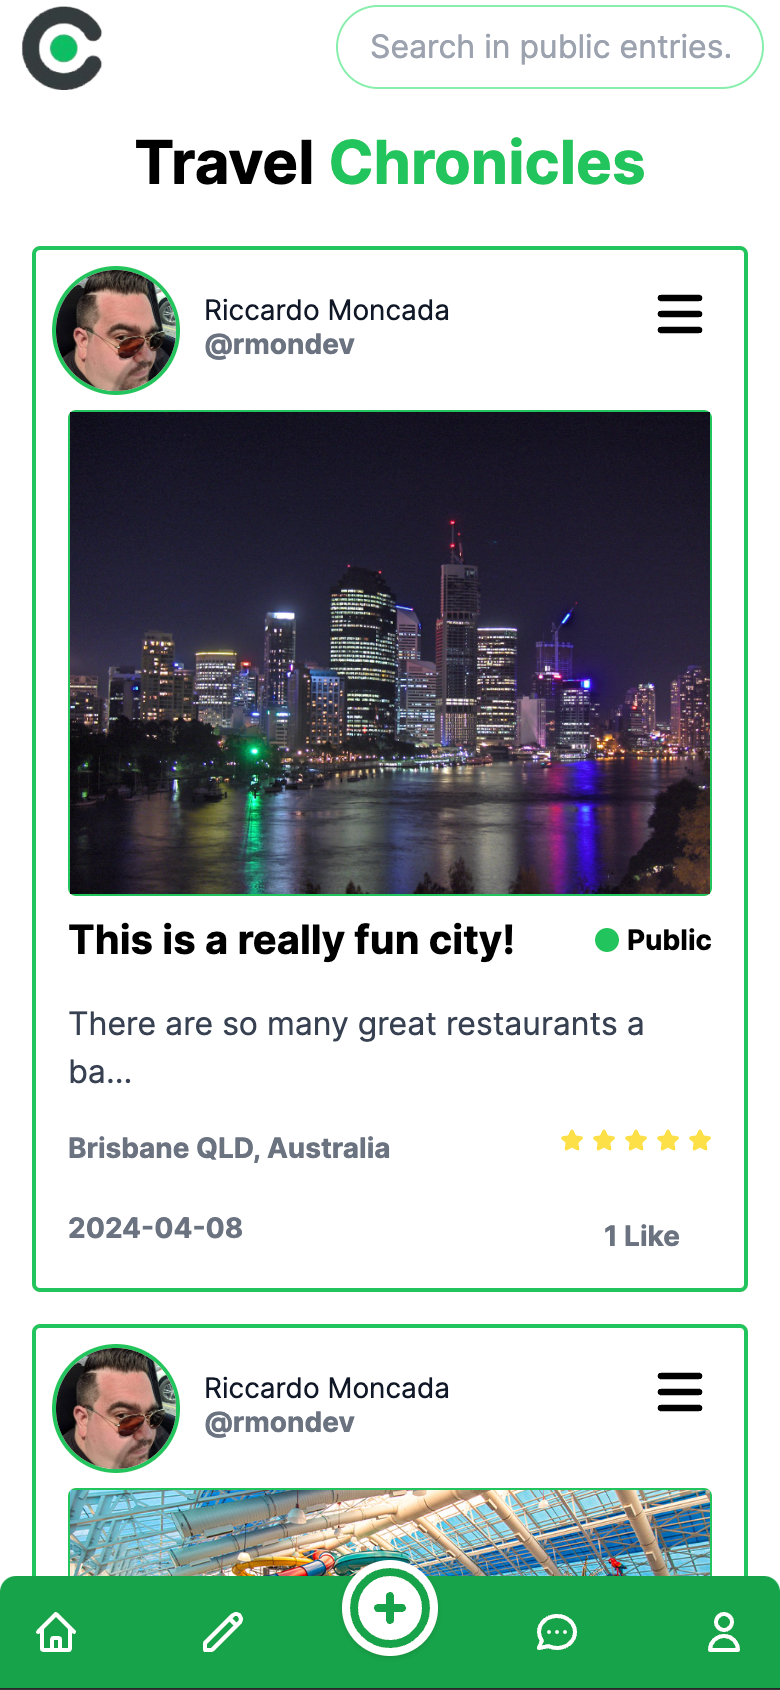 Search in public entries.
Travel Chronicles
Riccardo Moncada
@rmondev
This is a really fun city!
Public
There are so many great restaurants a
ba...
Brisbane QLD, Australia
2024-04-08
1 Like
Riccardo Moncada
@rmondev